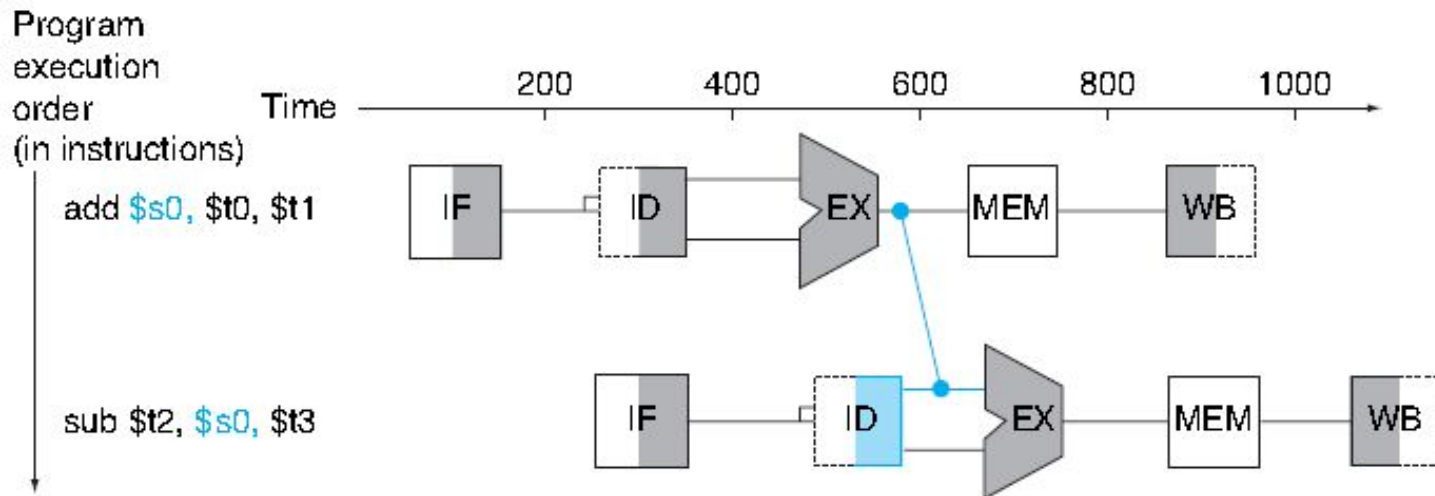 Program
execution
order
(in instructions)
Time
200 400 600 800 1000
add $s0, $t0, $t1
IF ID EX MEM WB
sub $t2, $s0, $t3
IF ID EX MEM WB